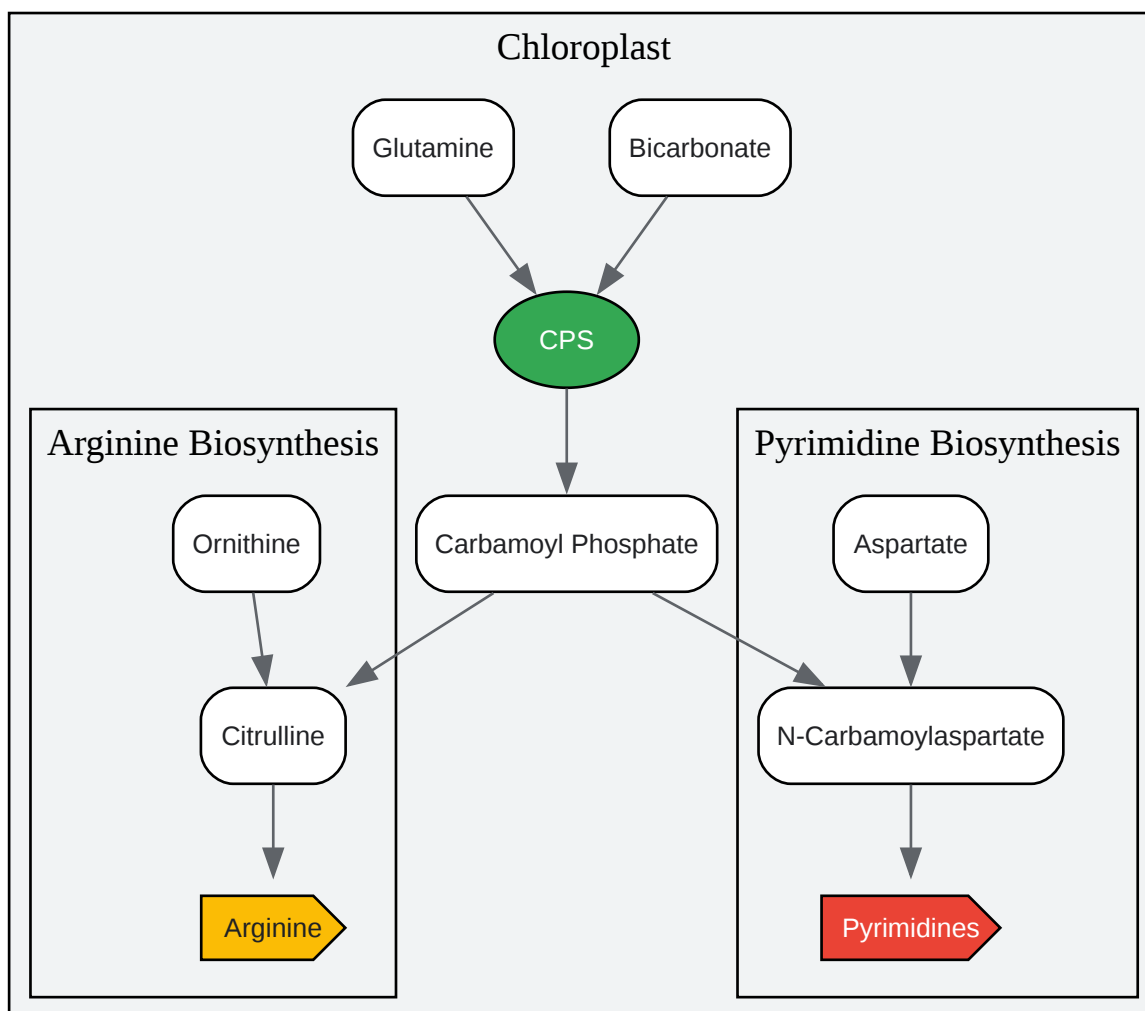 Chloroplast
Glutamine
Bicarbonate
CPS
Arginine Biosynthesis
Pyrimidine Biosynthesis
Ornithine
Carbamoyl Phosphate
Aspartate
Citrulline
N-Carbamoylaspartate
Arginine
Pyrimidines